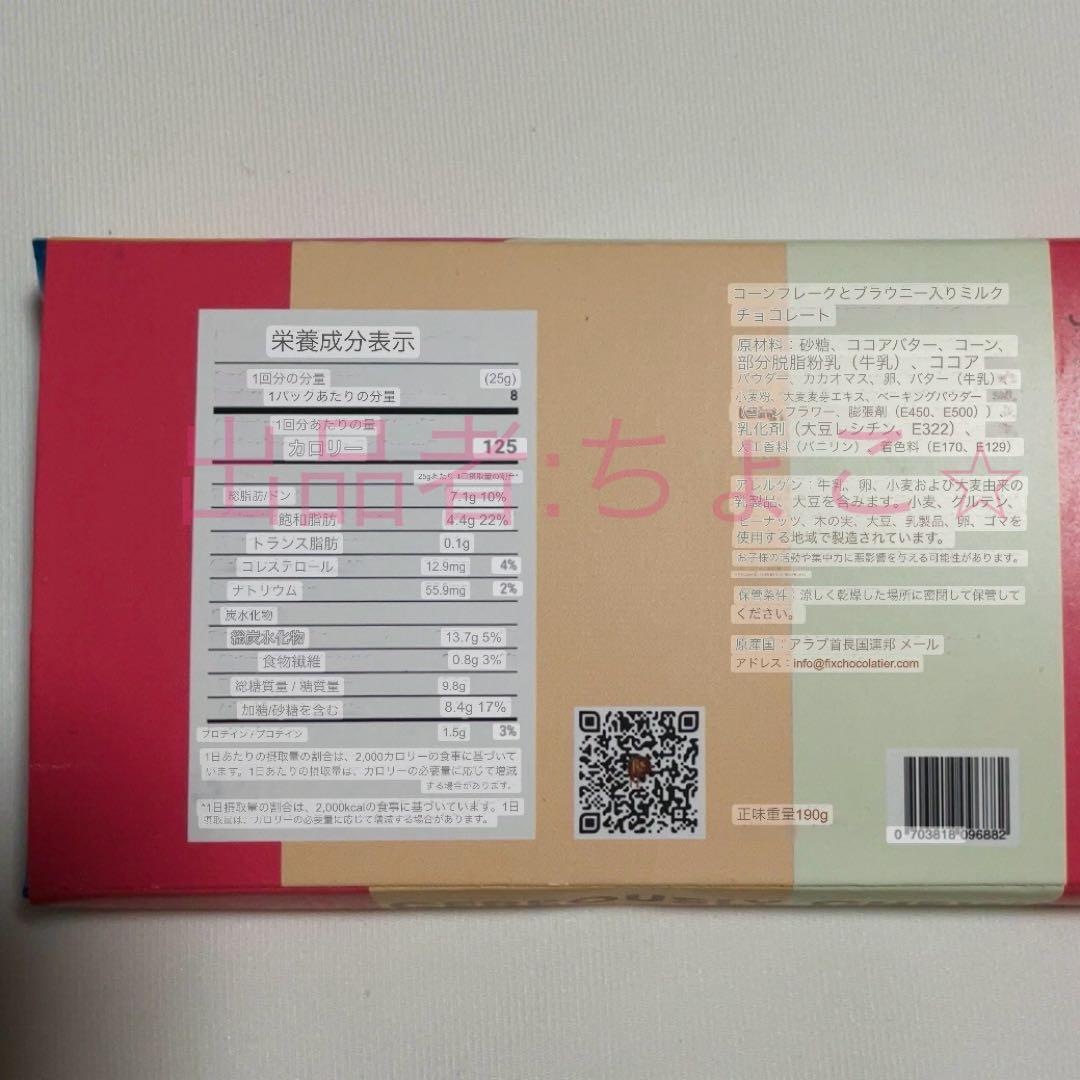 栄養成分表示
1回分の分量 (25g)
1パックあたりの分量 8
1回分あたりの量
カロリー 125
25gあたり 1日摂取量の割合*
総脂肪/ドン 7.1g 10%
飽和脂肪 4.4g 22%
トランス脂肪 0.1g
コレステロール 12.9mg 4%
ナトリウム 55.9mg 2%
炭水化物
総炭水化物 13.7g 5%
食物繊維 0.8g 3%
総糖質量 / 糖質量 9.8g
加糖/砂糖を含む 8.4g 17%
プロテイン / プロテイン 1.5g 3%
1日あたりの摂取量の割合は、2,000カロリーの食事に基づいて
います。1日あたりの摂取量は、カロリーの必要量に応じて増減
する場合があります。
*1日摂取量の割合は、2,000kcalの食事に基づいています。1日
摂取量は、カロリーの必要量に応じて増減する場合があります。
出品者:ちょこ☆
コーンフレークとブラウニー入りミルク
チョコレート
原材料：砂糖、ココアバター、コーン、
部分脱脂粉乳（牛乳）、ココア
パウダー、カカオマス、卵、バター（牛乳）
小麦粉、大麦麦芽エキス、ベーキングパウダー
フラワー、膨張剤（E450、E500））、
乳化剤（大豆レシチン、E322）、
人工香料（バニリン） 着色料（E170、E129）
アレルゲン：牛乳、卵、小麦および大麦由来の
乳製品、大豆を含みます。小麦、グルテン、
ピーナッツ、木の実、大豆、乳製品、卵、ゴマを
使用する地域で製造されています。
お子様の活動や集中力に悪影響を与える可能性があります。
保管条件：涼しく乾燥した場所に密閉して保管して
ください。
原産国：アラブ首長国連邦 メール
アドレス：info@fixchocolatier.com
正味重量190g
0 703818 096882